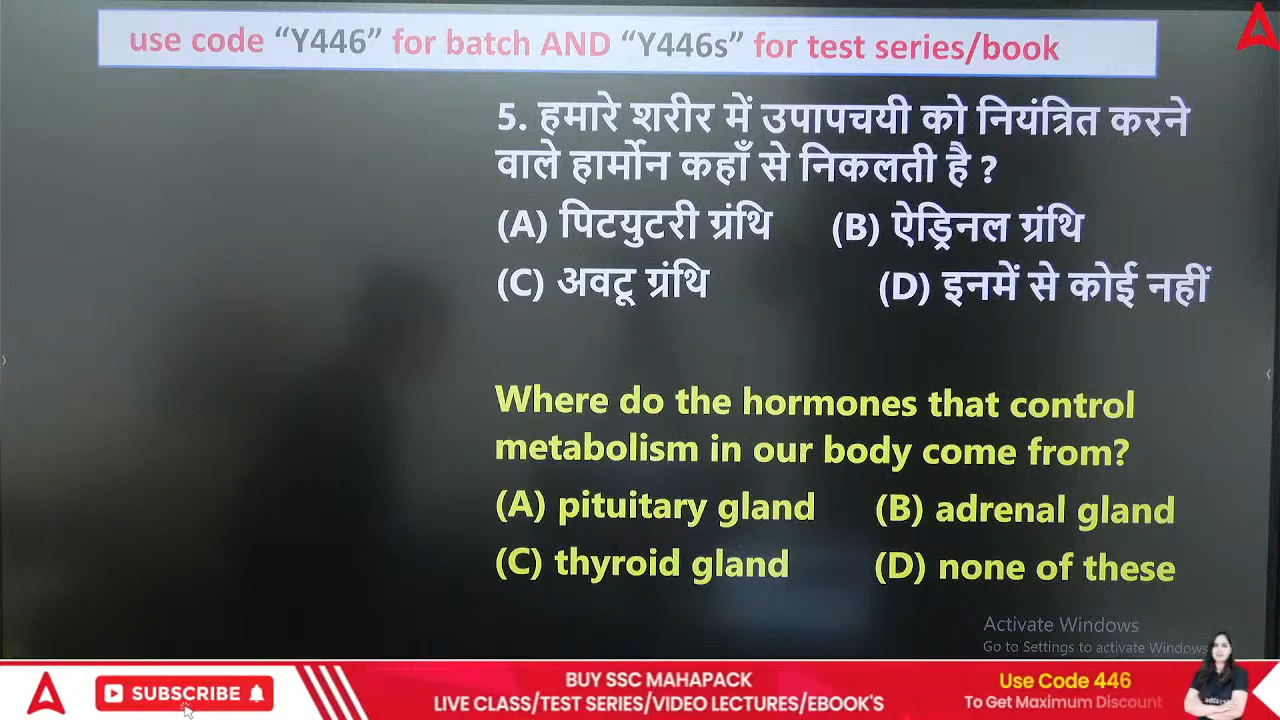 use code “Y446” for batch AND “Y446s” for test series/book
5. हमारे शरीर में उपापचयी को नियंत्रित करने
वाले हार्मोन कहाँ से निकलती है ?
(A) पिटयुटरी ग्रंथि (B) ऐड्रिनल ग्रंथि
(C) अवटू ग्रंथि (D) इनमें से कोई नहीं
Where do the hormones that control
metabolism in our body come from?
(A) pituitary gland (B) adrenal gland
(C) thyroid gland (D) none of these
Activate Windows
Go to Settings to activate Windows
SUBSCRIBE
BUY SSC MAHAPACK
LIVE CLASS/TEST SERIES/VIDEO LECTURES/EBOOK'S
Use Code 446
To Get Maximum Discount